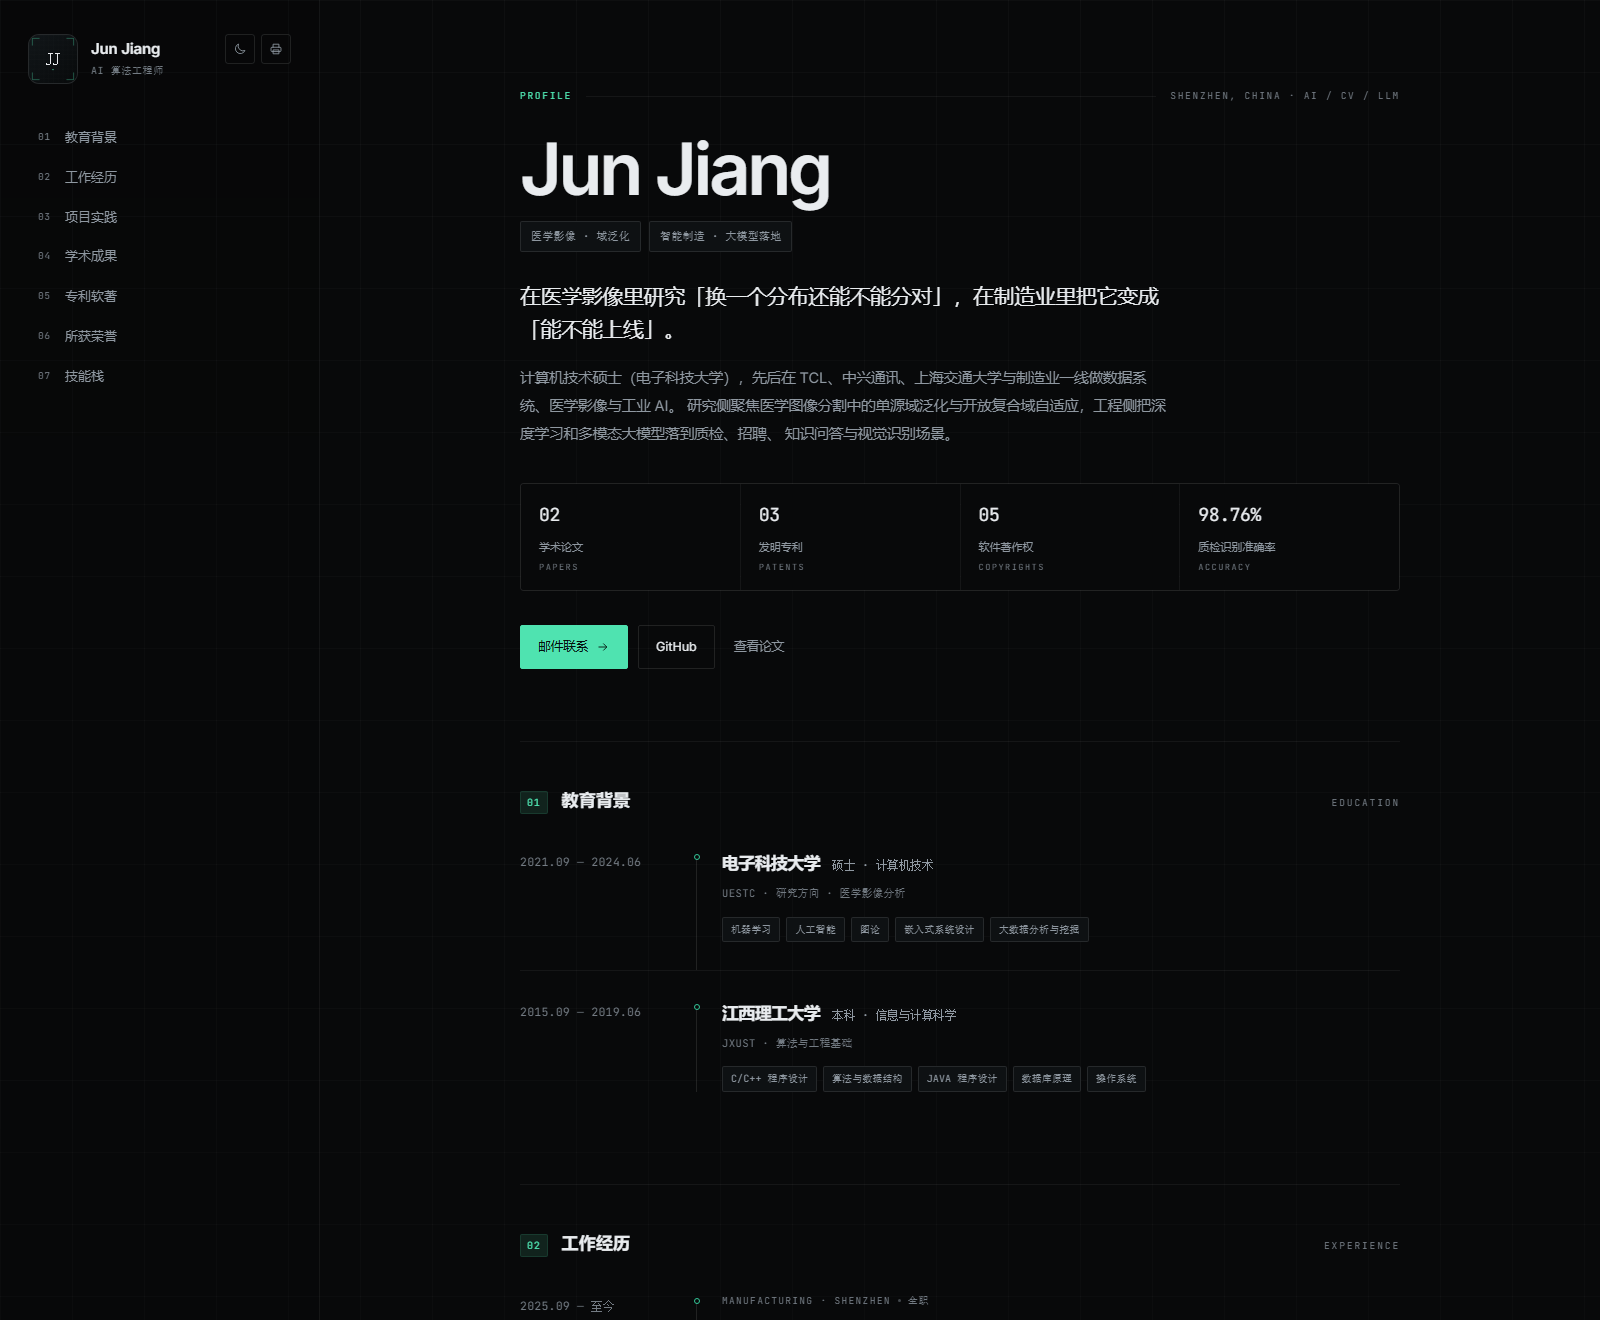 JJ
Jun Jiang
AI 算法工程师
01 教育背景
02 工作经历
03 项目实践
04 学术成果
05 专利软著
06 所获荣誉
07 技能栈
PROFILE
SHENZHEN, CHINA · AI / CV / LLM
Jun Jiang
医学影像 · 域泛化
智能制造 · 大模型落地
在医学影像里研究「换一个分布还能不能分对」，在制造业里把它变成
「能不能上线」。
计算机技术硕士（电子科技大学），先后在 TCL、中兴通讯、上海交通大学与制造业一线做数据系
统、医学影像与工业 AI。 研究侧聚焦医学图像分割中的单源域泛化与开放复合域自适应，工程侧把深
度学习和多模态大模型落到质检、招聘、 知识问答与视觉识别场景。
02
学术论文
PAPERS
03
发明专利
PATENTS
05
软件著作权
COPYRIGHTS
98.76%
质检识别准确率
ACCURACY
邮件联系 →
GitHub
查看论文
01 教育背景
EDUCATION
2021.09 — 2024.06
电子科技大学 硕士 · 计算机技术
UESTC · 研究方向 · 医学影像分析
机器学习 人工智能 图论 嵌入式系统设计 大数据分析与挖掘
2015.09 — 2019.06
江西理工大学 本科 · 信息与计算科学
JXUST · 算法与工程基础
C/C++ 程序设计 算法与数据结构 JAVA 程序设计 数据库原理 操作系统
02 工作经历
EXPERIENCE
2025.09 — 至今
MANUFACTURING · SHENZHEN · 全职